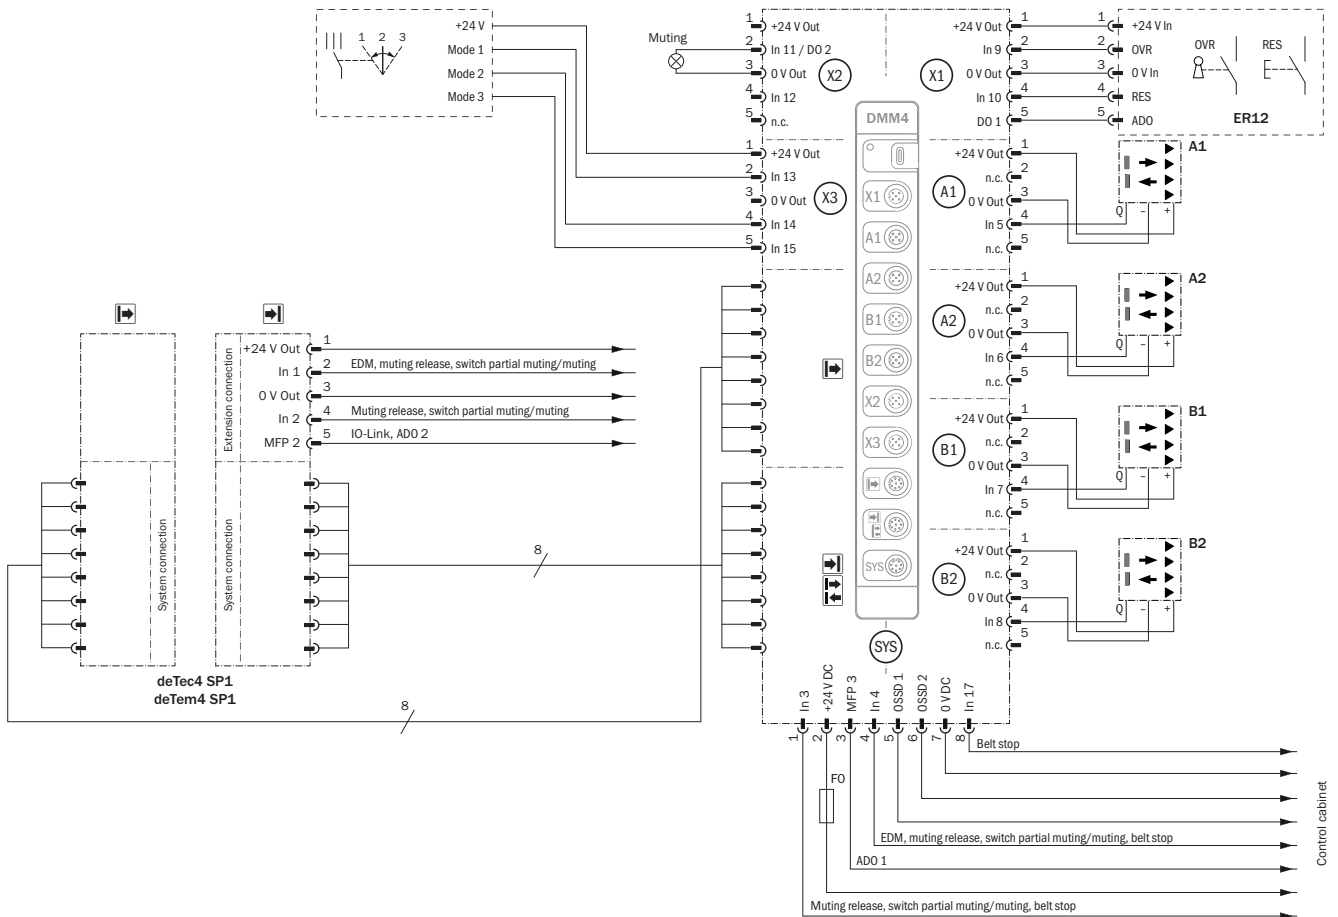 +24 V
Mode 1
Mode 2
Mode 3
1 2 3
Muting
1 +24 V Out
2 In 11 / DO 2
3 0 V Out
4 In 12
5 n.c.
X2
X1
+24 V Out 1
In 9 2
0 V Out 3
In 10 4
DO 1 5
1 +24 V In
2 OVR
3 0 V In
4 RES
5 ADO
OVR
RES
ER12
1 +24 V Out
2 In 13
3 0 V Out
4 In 14
5 In 15
X3
DMM4
X1
A1
A2
B1
B2
X2
X3
SYS
A1
+24 V Out 1
n.c. 2
0 V Out 3
In 5 4
n.c. 5
Q – +
A1
A2
+24 V Out 1
n.c. 2
0 V Out 3
In 6 4
n.c. 5
Q – +
A2
B1
+24 V Out 1
n.c. 2
0 V Out 3
In 7 4
n.c. 5
Q – +
B1
B2
+24 V Out 1
n.c. 2
0 V Out 3
In 8 4
n.c. 5
Q – +
B2
SYS
Extension connection
+24 V Out 1
In 1 2 EDM, muting release, switch partial muting/muting
0 V Out 3
In 2 4 Muting release, switch partial muting/muting
MFP 2 5 IO-Link, ADO 2
System connection
System connection
deTec4 SP1
deTem4 SP1
8
8
In 3 1
+24 V DC 2
MFP 3 3
In 4 4
OSSD 1 5
OSSD 2 6
0 V DC 7
In 17 8
Belt stop
F0
EDM, muting release, switch partial muting/muting, belt stop
ADO 1
Muting release, switch partial muting/muting, belt stop
Control cabinet